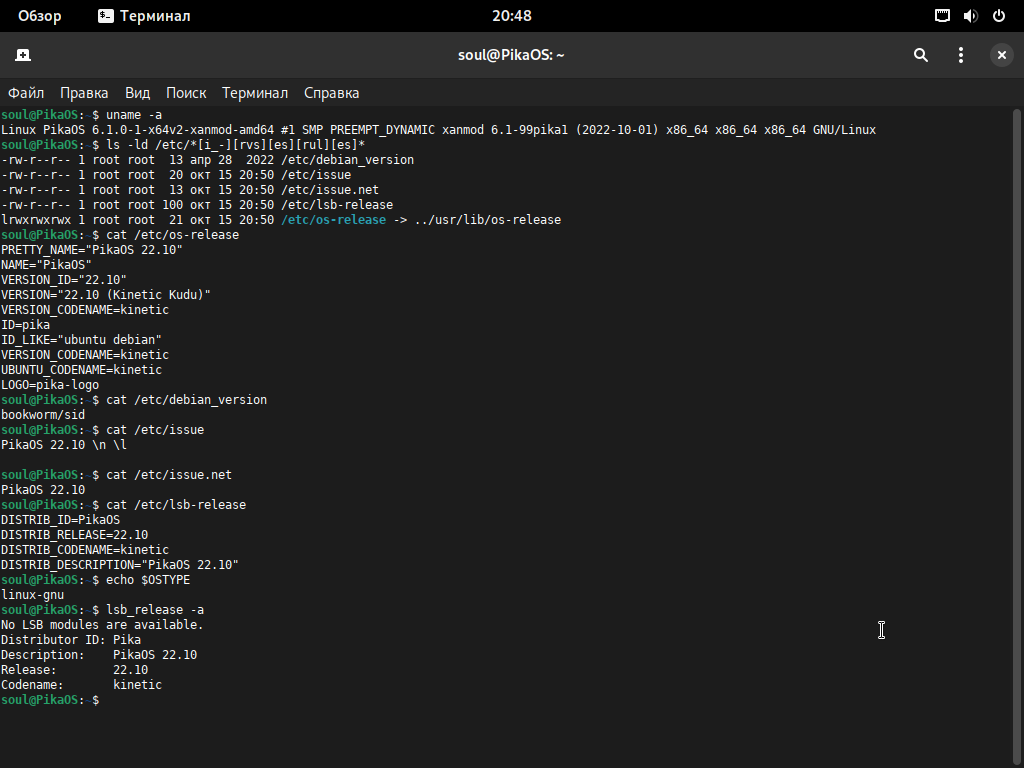 Обзор Терминал 20:48
soul@PikaOS: ~
Файл Правка Вид Поиск Терминал Справка
soul@PikaOS:~$ uname -a
Linux PikaOS 6.1.0-1-x64v2-xanmod-amd64 #1 SMP PREEMPT_DYNAMIC xanmod 6.1-99pika1 (2022-10-01) x86_64 x86_64 x86_64 GNU/Linux
soul@PikaOS:~$ ls -ld /etc/*[i_-][rvs][es][rul][es]*
-rw-r--r-- 1 root root  13 апр 28  2022 /etc/debian_version
-rw-r--r-- 1 root root  20 окт 15 20:50 /etc/issue
-rw-r--r-- 1 root root  13 окт 15 20:50 /etc/issue.net
-rw-r--r-- 1 root root 100 окт 15 20:50 /etc/lsb-release
lrwxrwxrwx 1 root root  21 окт 15 20:50 /etc/os-release -> ../usr/lib/os-release
soul@PikaOS:~$ cat /etc/os-release
PRETTY_NAME="PikaOS 22.10"
NAME="PikaOS"
VERSION_ID="22.10"
VERSION="22.10 (Kinetic Kudu)"
VERSION_CODENAME=kinetic
ID=pika
ID_LIKE="ubuntu debian"
VERSION_CODENAME=kinetic
UBUNTU_CODENAME=kinetic
LOGO=pika-logo
soul@PikaOS:~$ cat /etc/debian_version
bookworm/sid
soul@PikaOS:~$ cat /etc/issue
PikaOS 22.10 \n \l
soul@PikaOS:~$ cat /etc/issue.net
PikaOS 22.10
soul@PikaOS:~$ cat /etc/lsb-release
DISTRIB_ID=PikaOS
DISTRIB_RELEASE=22.10
DISTRIB_CODENAME=kinetic
DISTRIB_DESCRIPTION="PikaOS 22.10"
soul@PikaOS:~$ echo $OSTYPE
linux-gnu
soul@PikaOS:~$ lsb_release -a
No LSB modules are available.
Distributor ID: Pika
Description:    PikaOS 22.10
Release:        22.10
Codename:       kinetic
soul@PikaOS:~$